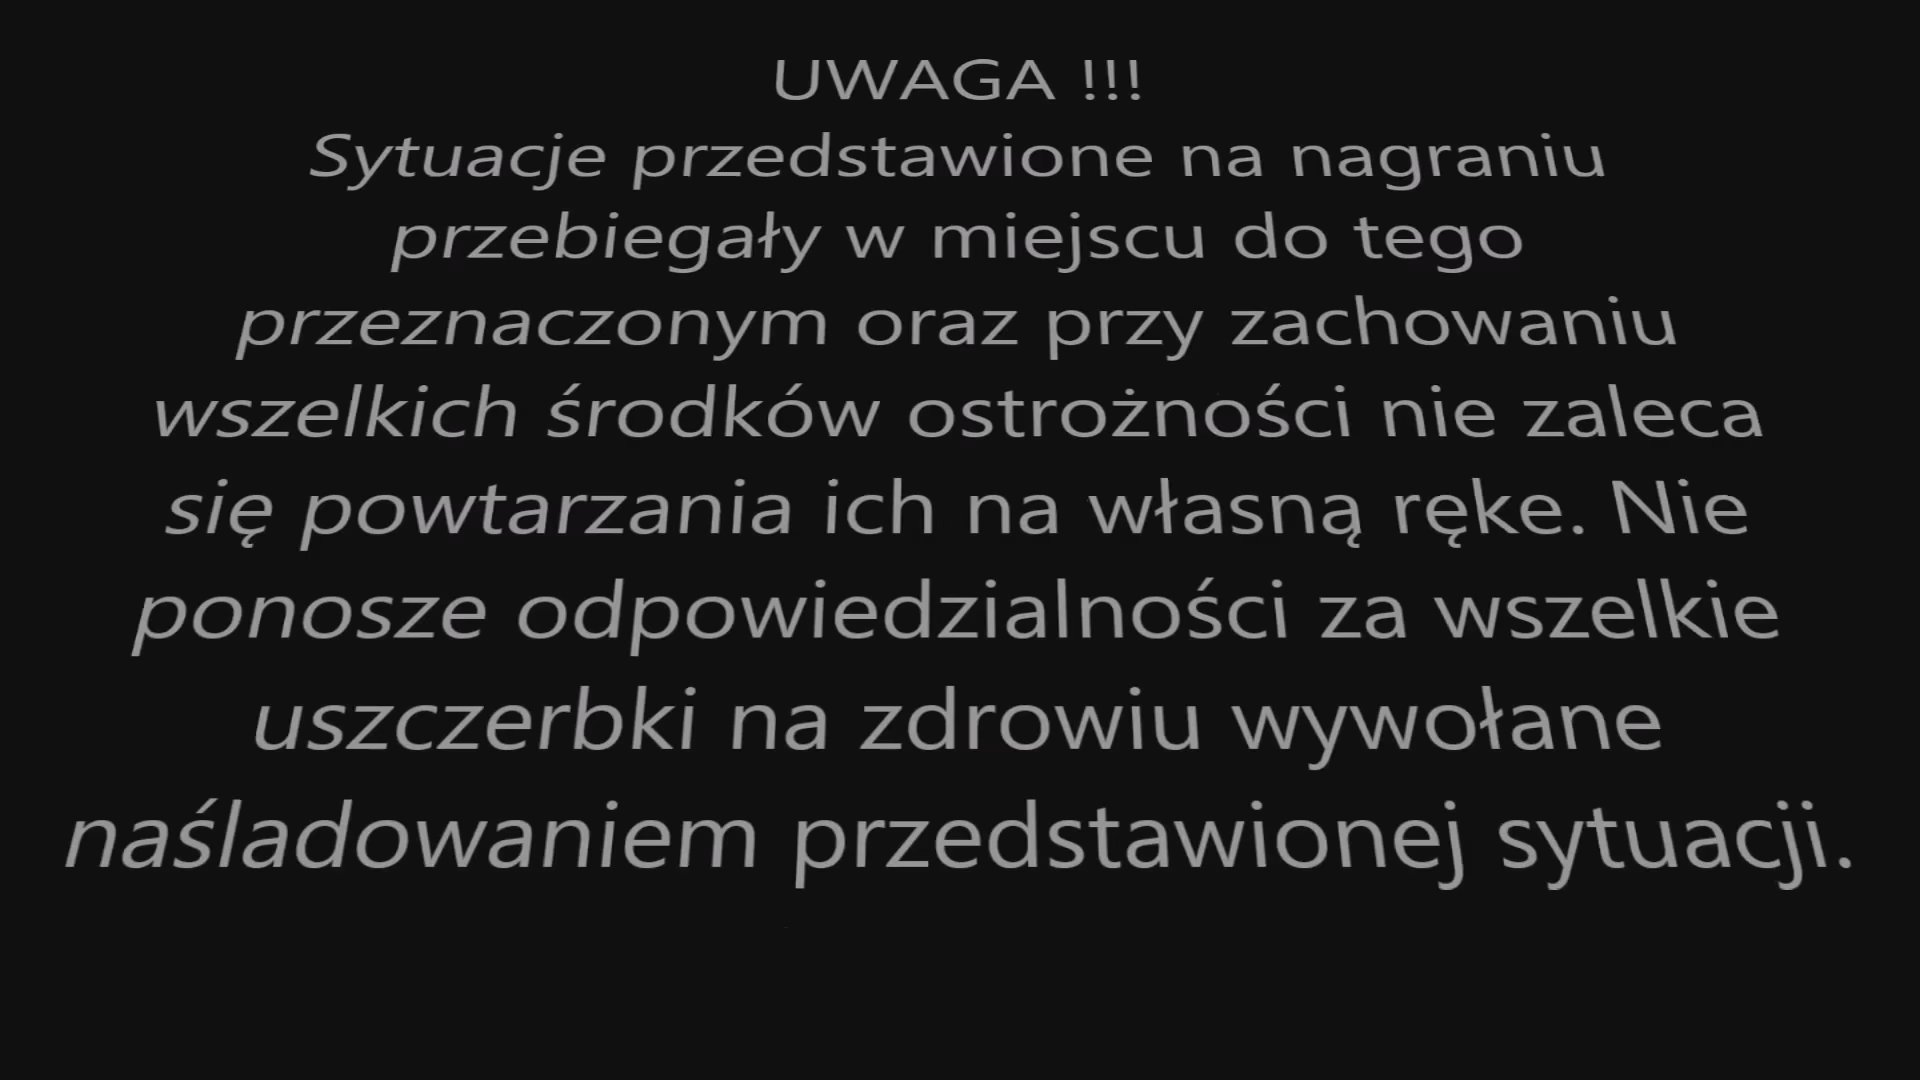 UWAGA !!!
Sytuacje przedstawione na nagraniu
przebiegały w miejscu do tego
przeznaczonym oraz przy zachowaniu
wszelkich środków ostrożności nie zaleca
się powtarzania ich na własną ręke. Nie
ponosze odpowiedzialności za wszelkie
uszczerbki na zdrowiu wywołane
naśladowaniem przedstawionej sytuacji.